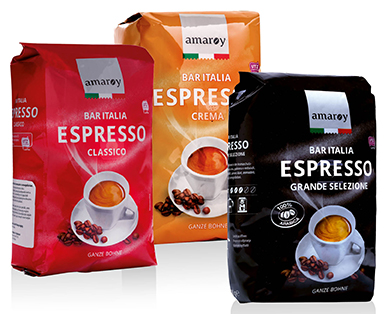 amaroy
BAR ITALIA
ESPRESSO
CLASSICO
GANZE BOHNE
amaroy
BAR ITALIA
ESPRESSO
CREMA
GANZE BOHNE
amaroy
BAR ITALIA
ESPRESSO
GRANDE SELEZIONE
100%
ARABICA
GANZE BOHNE